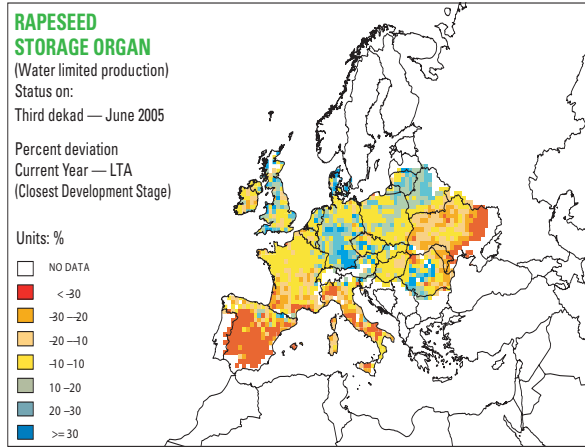 RAPESEED
STORAGE ORGAN
(Water limited production)
Status on:
Third dekad — June 2005
Percent deviation
Current Year — LTA
(Closest Development Stage)
Units: %
NO DATA
< -30
-30 —20
-20 —10
-10 –10
10 –20
20 –30
>= 30